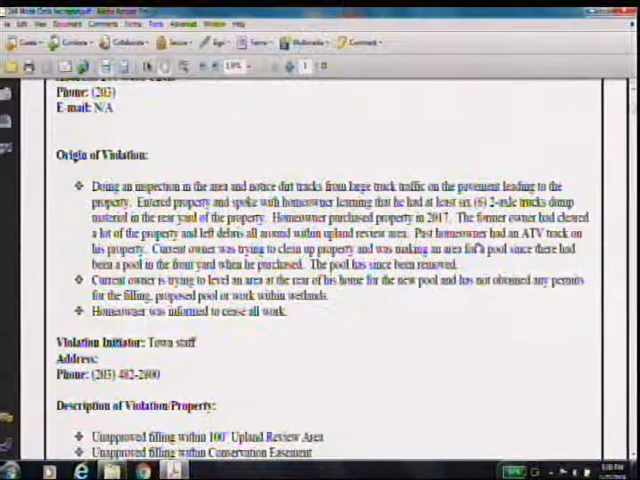 Phone: (203)
E-mail: N/A
Origin of Violation:
❖ Doing an inspection in the area and notice dirt tracks from large truck traffic on the pavement leading to the
property. Entered property and spoke with homeowner learning that he had at least six (6) 2-axle trucks dump
material in the rear yard of the property. Homeowner purchased property in 2017. The former owner had cleared
a lot of the property and left debris all around within upland review area. Past homeowner had an ATV track on
his property. Current owner was trying to clean up property and was making an area for a pool since there had
been a pool in the front yard when he purchased. The pool has since been removed.
❖ Current owner is trying to level an area at the rear of his home for the new pool and has not obtained any permits
for the filling, proposed pool or work within wetlands.
❖ Homeowner was informed to cease all work.
Violation Initiator: Town staff
Address:
Phone: (203) 482-2800
Description of Violation/Property:
❖ Unapproved filling within 100' Upland Review Area
❖ Unapproved filling within Conservation Easement